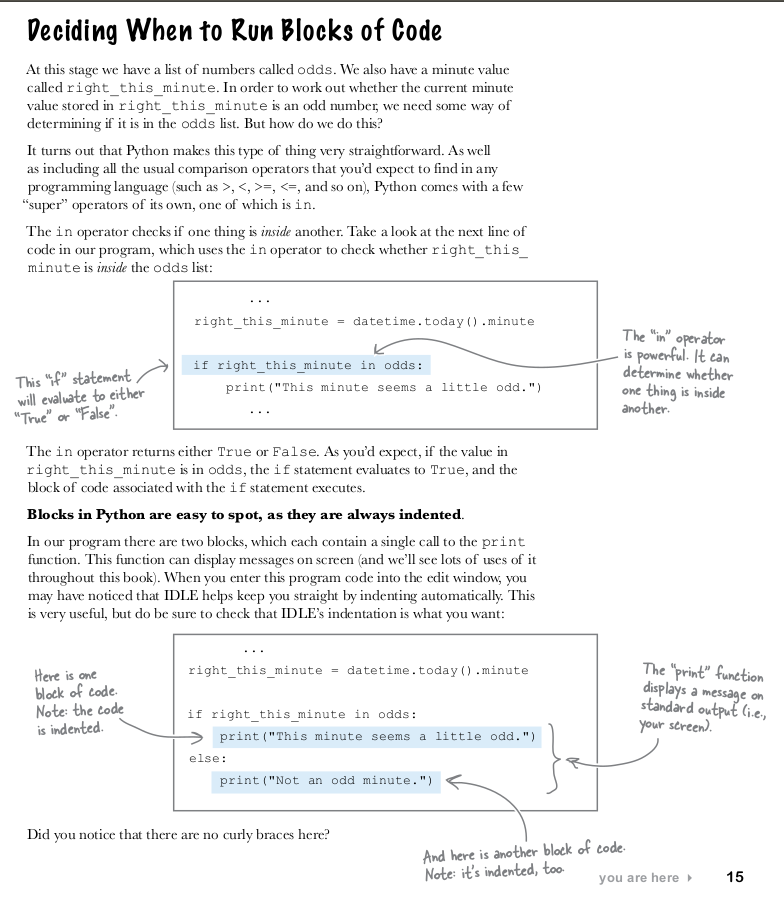 Deciding When to Run Blocks of Code
At this stage we have a list of numbers called odds. We also have a minute value
called right_this_minute. In order to work out whether the current minute
value stored in right_this_minute is an odd number, we need some way of
determining if it is in the odds list. But how do we do this?
It turns out that Python makes this type of thing very straightforward. As well
as including all the usual comparison operators that you'd expect to find in any
programming language (such as >, <, >=, <=, and so on), Python comes with a few
“super” operators of its own, one of which is in.
The in operator checks if one thing is inside another. Take a look at the next line of
code in our program, which uses the in operator to check whether right_this_
minute is inside the odds list:
...
right_this_minute = datetime.today().minute
if right_this_minute in odds:
print("This minute seems a little odd.")
...
This “if” statement
will evaluate to either
“True” or “False”.
The “in” operator
is powerful. It can
determine whether
one thing is inside
another.
The in operator returns either True or False. As you'd expect, if the value in
right_this_minute is in odds, the if statement evaluates to True, and the
block of code associated with the if statement executes.
Blocks in Python are easy to spot, as they are always indented.
In our program there are two blocks, which each contain a single call to the print
function. This function can display messages on screen (and we'll see lots of uses of it
throughout this book). When you enter this program code into the edit window, you
may have noticed that IDLE helps keep you straight by indenting automatically. This
is very useful, but do be sure to check that IDLE's indentation is what you want:
...
right_this_minute = datetime.today().minute
if right_this_minute in odds:
print("This minute seems a little odd.")
else:
print("Not an odd minute.")
Here is one
block of code.
Note: the code
is indented.
The “print” function
displays a message on
standard output (i.e.,
your screen).
Did you notice that there are no curly braces here?
And here is another block of code.
Note: it's indented, too.
you are here 15